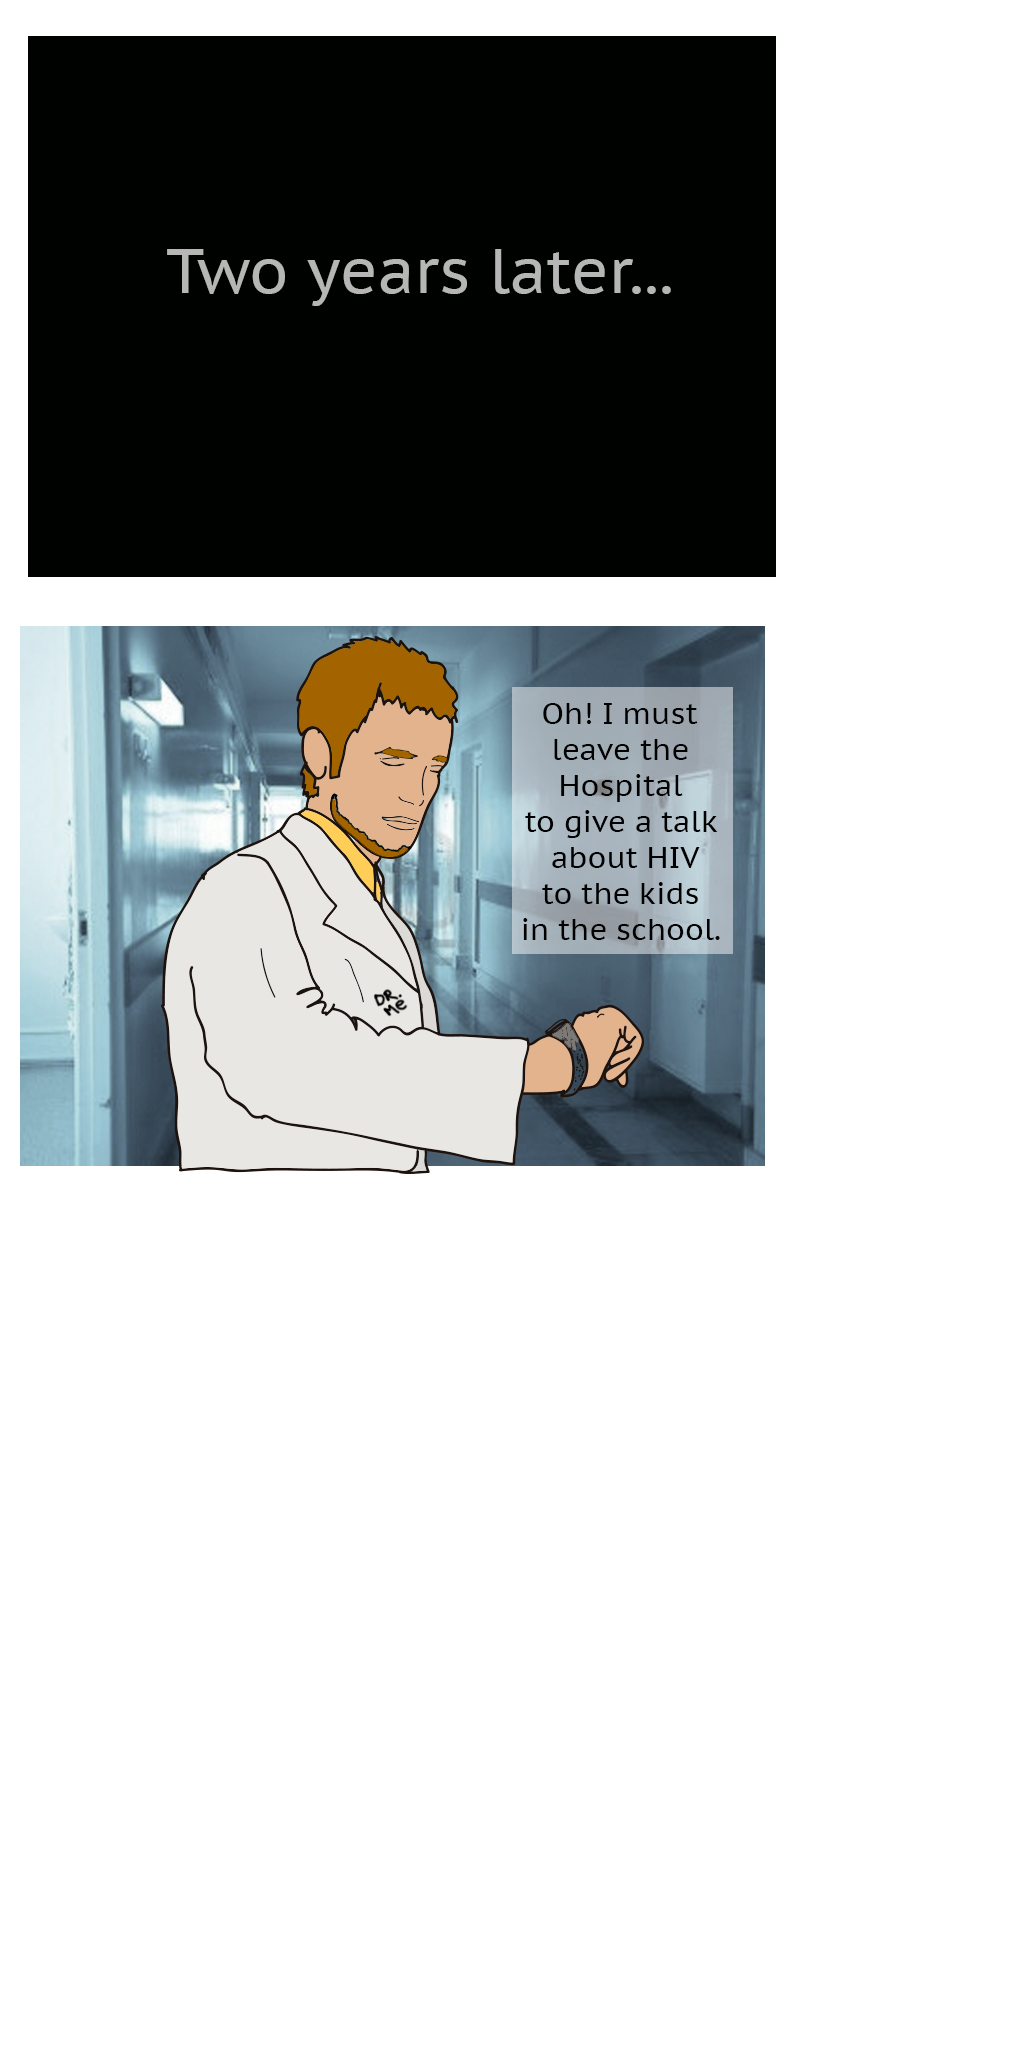 Two years later...
Oh! I must
leave the
Hospital
to give a talk
about HIV
to the kids
in the school.
DR.
Me